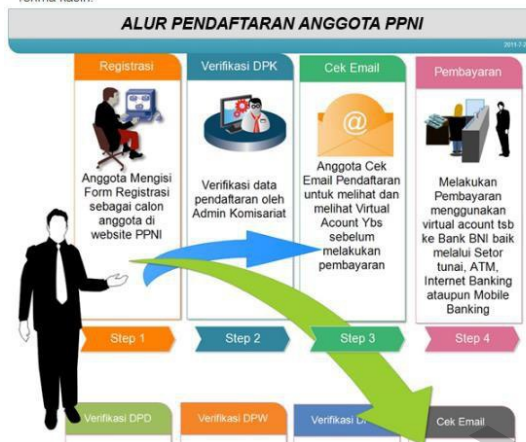 ALUR PENDAFTARAN ANGGOTA PPNI
Registrasi
Anggota Mengisi
Form Registrasi
sebagai calon
anggota di
website PPNI
Verifikasi DPK
Verifikasi data
pendaftaran oleh
Admin Komisariat
Cek Email
@
Anggota Cek
Email Pendaftaran
untuk melihat dan
melihat Virtual
Acount Ybs
sebelum
melakukan
pembayaran
Pembayaran
Melakukan
Pembayaran
menggunakan
virtual acount tsb
ke Bank BNI baik
melalui Setor
tunai, ATM,
Internet Banking
ataupun Mobile
Banking
Step 1
Step 2
Step 3
Step 4
Verifikasi DPD
Verifikasi DPW
Verifikasi
Cek Email